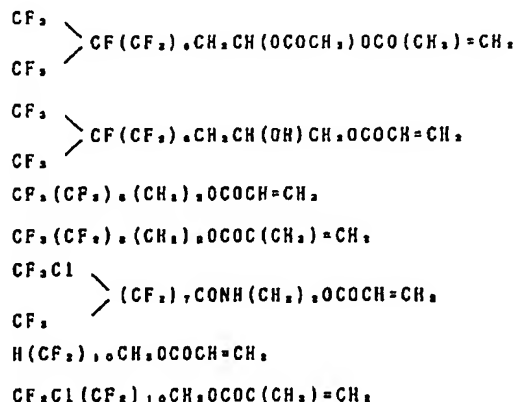 CF₃
CF(CF₂)₆CH₂CH(OCOCH₃)OCO(CH₃)=CH₂
CF₃
CF₃
CF(CF₂)₆CH₂CH(OH)CH₂OCOCH=CH₂
CF₃
CF₃(CF₂)₆(CH₂)₂OCOCH=CH₂
CF₃(CF₂)₈(CH₂)₂OCOC(CH₃)=CH₂
CF₃Cl
(CF₂)₇CONH(CH₂)₂OCOCH=CH₂
CF₃
H(CF₂)₁₀CH₂OCOCH=CH₂
CF₂Cl(CF₂)₁₀CH₂OCOC(CH₃)=CH₂